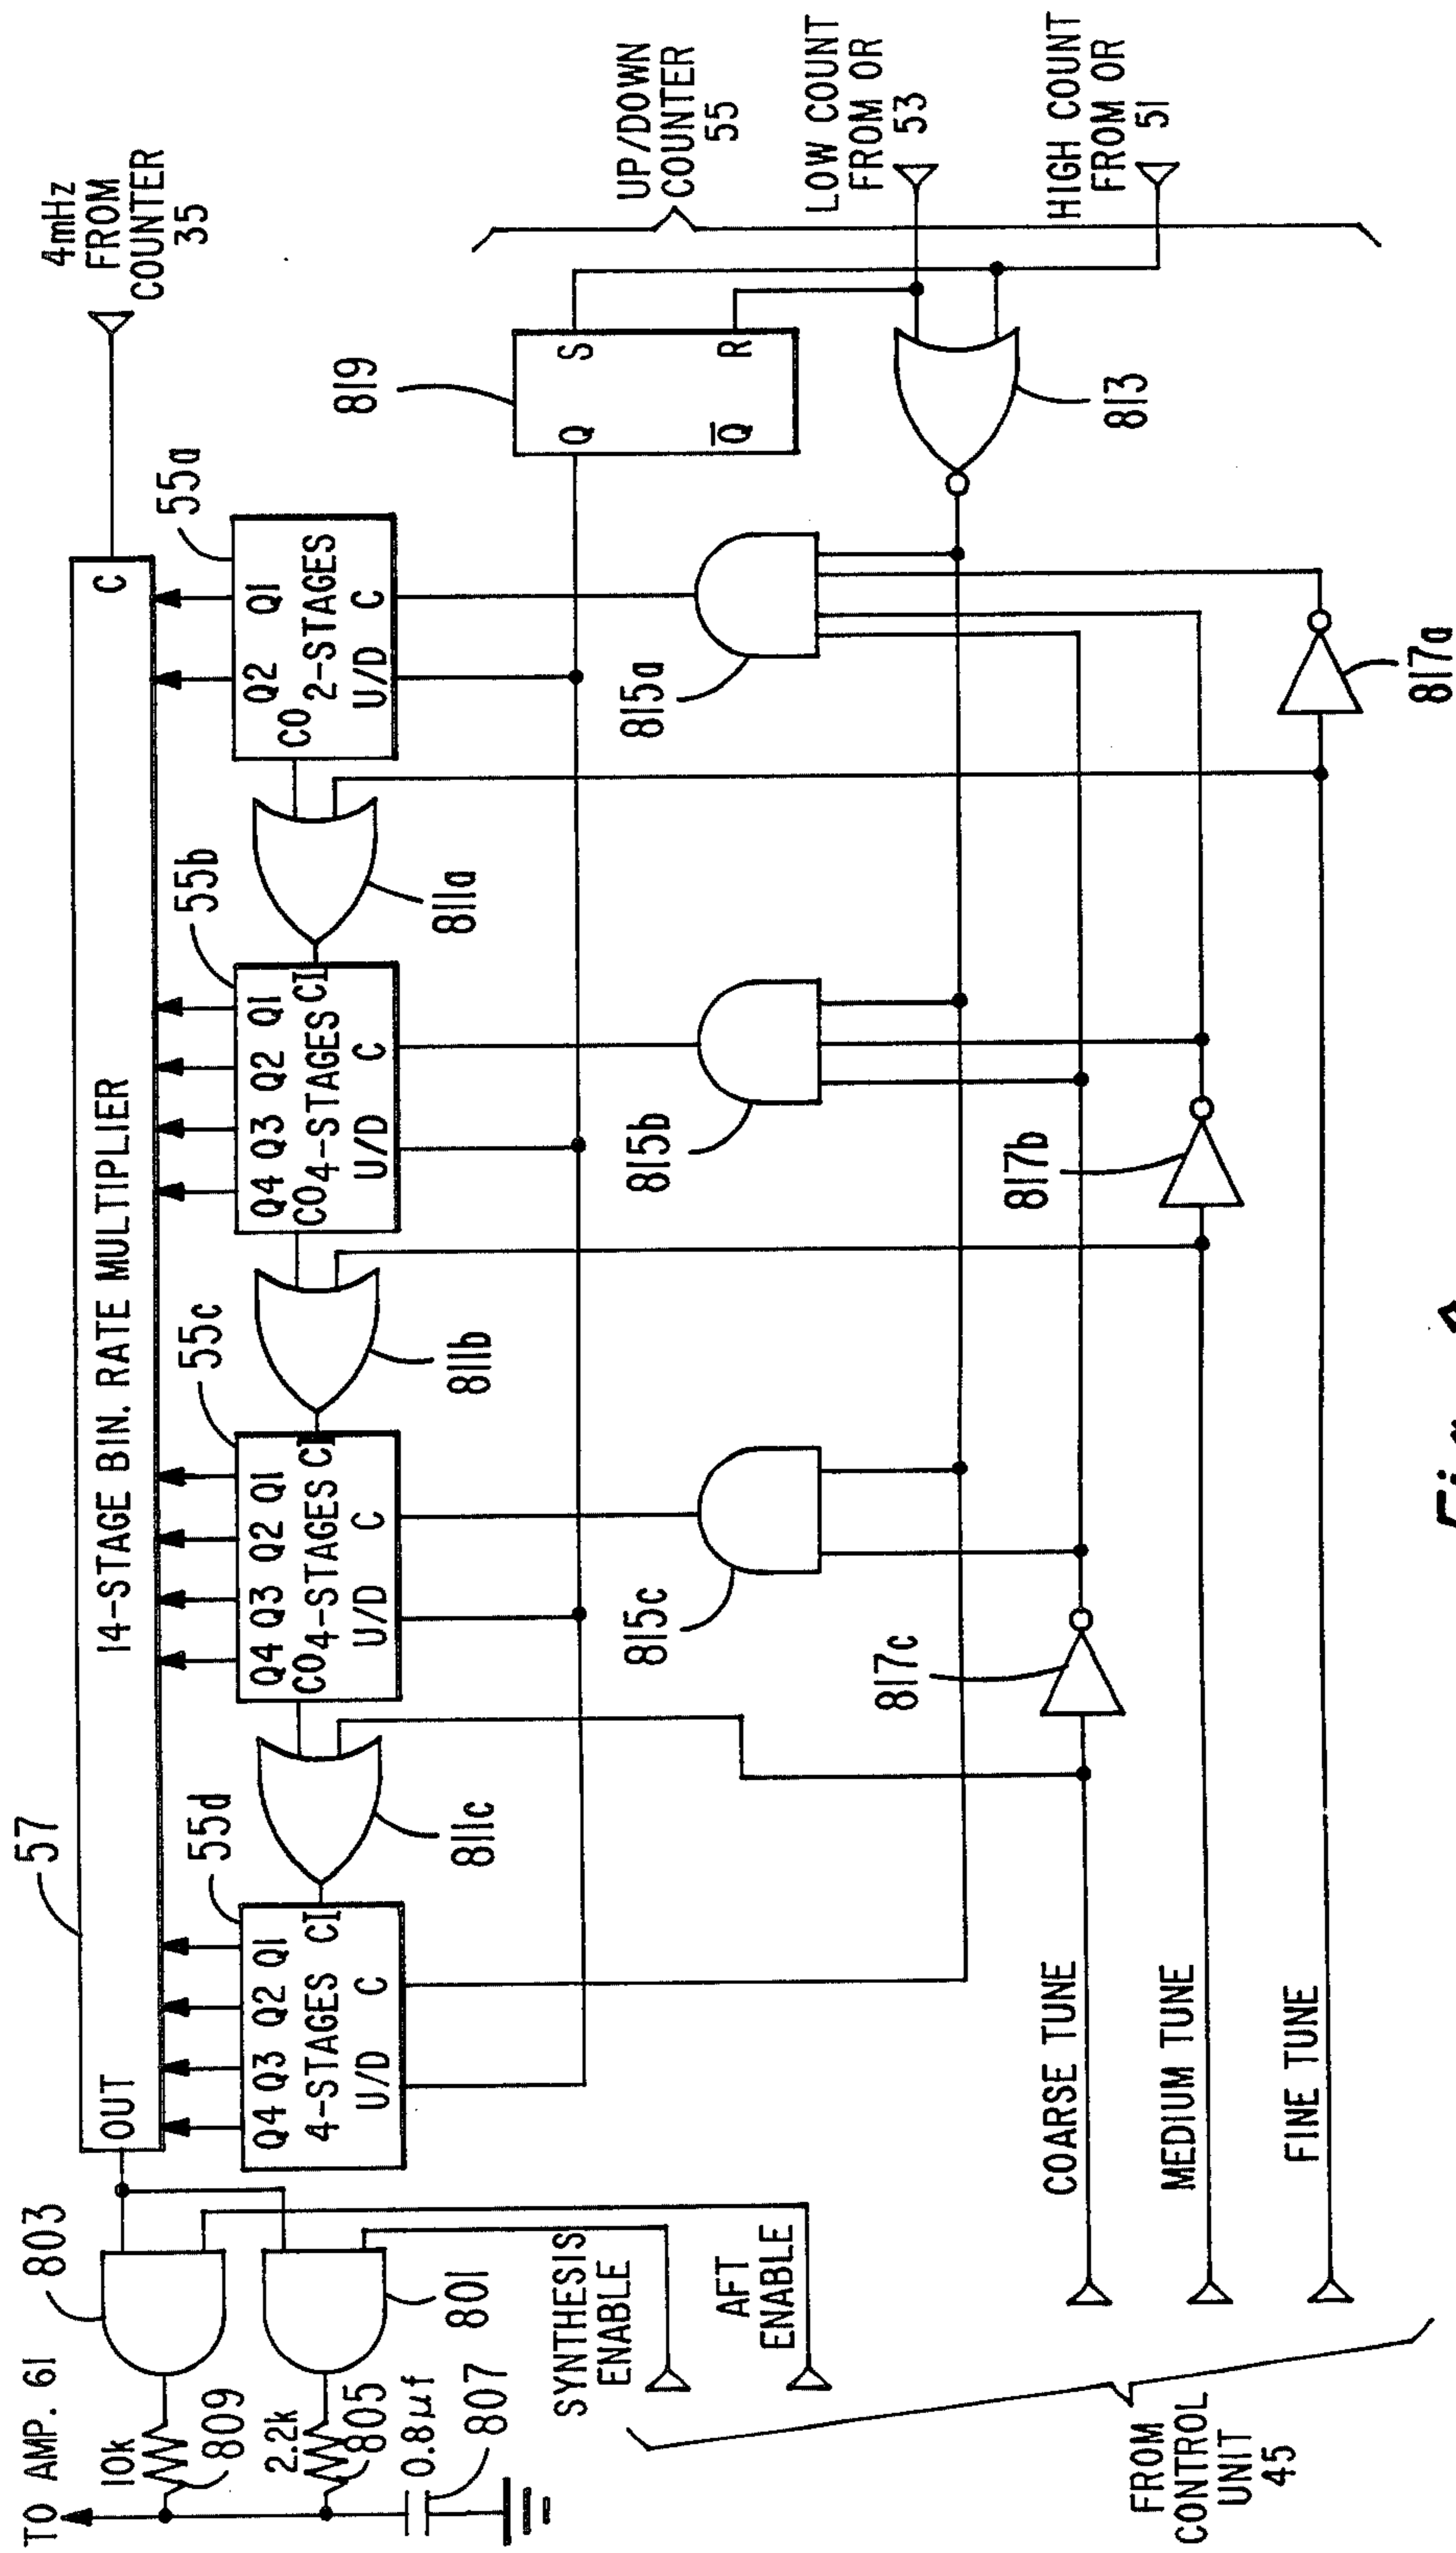 TO AMP. 61
803
57
4mHz
FROM
COUNTER
35
OUT
14-STAGE BIN. RATE MULTIPLIER
C
10k
809
2.2k
805
0.8µf
807
801
55d
55c
55b
55a
Q4 Q3 Q2 Q1
4-STAGES CI
U/D C
811c
Q4 Q3 Q2 Q1
CO 4-STAGES CI
U/D C
811b
Q4 Q3 Q2 Q1
CO 4-STAGES CI
U/D C
811a
Q2 Q1
CO 2-STAGES
U/D C
819
Q S
Q̅ R
UP/DOWN
COUNTER
55
SYNTHESIS
ENABLE
AFT
ENABLE
815c
815b
815a
LOW COUNT
FROM OR
53
817c
813
HIGH COUNT
FROM OR
51
COARSE TUNE
817b
MEDIUM TUNE
FINE TUNE
817a
FROM
CONTROL
UNIT
45